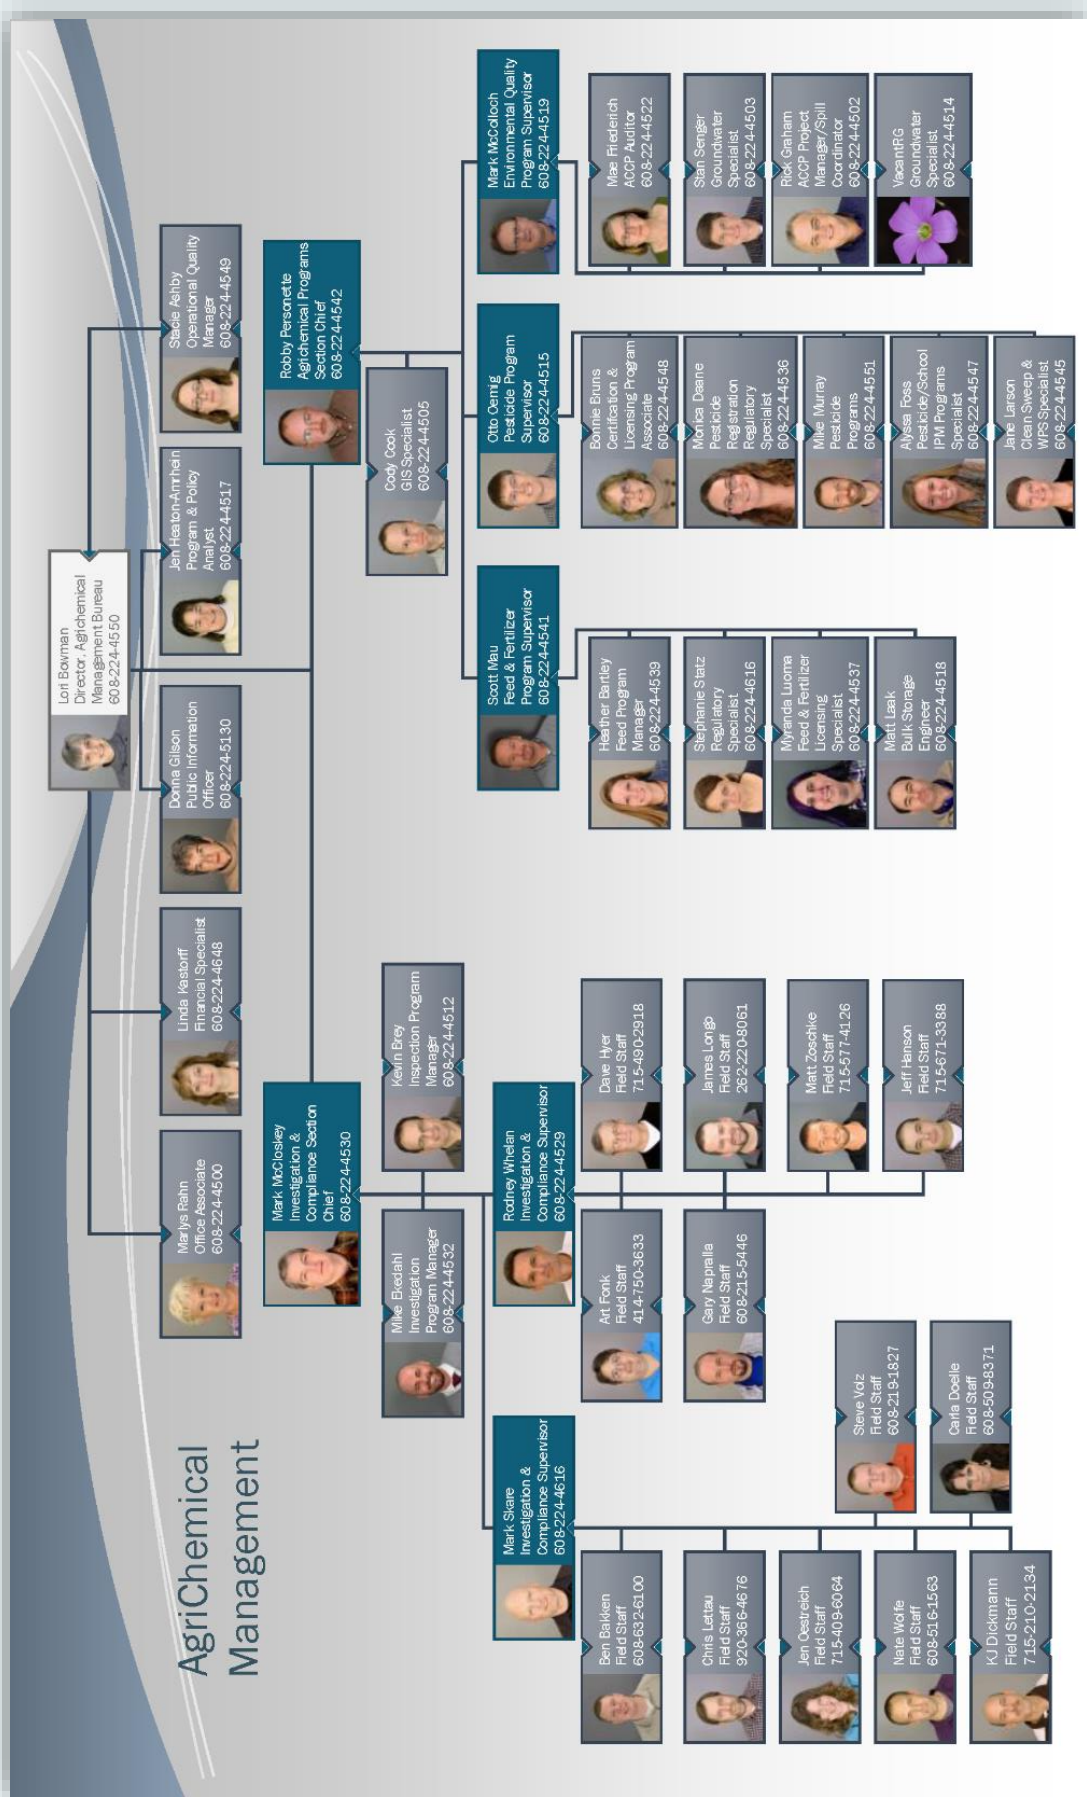 AgriChemical
Management
Lori Bowman
Director, Agrichemical
Management Bureau
608-224-4550
Marlys Rahn
Office Associate
608-224-4500
Linda Kastorff
Financial Specialist
608-224-4648
Donna Gilson
Public Information
Officer
608-224-5130
Jen Heaton-Amrhein
Program & Policy
Analyst
608-224-4517
Stacie Ashby
Operational Quality
Manager
608-224-4549
Mark McCloskey
Investigation &
Compliance Section
Chief
608-224-4530
Robby Personette
Agrichemical Programs
Section Chief
608-224-4542
Mike Ekedahl
Investigation
Program Manager
608-224-4532
Kevin Brey
Inspection Program
Manager
608-224-4512
Cody Cook
GIS Specialist
608-224-4505
Mark Skare
Investigation &
Compliance Supervisor
608-224-4616
Rodney Whelan
Investigation &
Compliance Supervisor
608-224-4529
Scott Mau
Feed & Fertilizer
Program Supervisor
608-224-4541
Otto Oemig
Pesticide Program
Supervisor
608-224-4515
Mark McColloch
Environmental Quality
Program Supervisor
608-224-4519
Ben Bakken
Field Staff
608-632-6100
Chris Lettau
Field Staff
920-366-4676
Jen Oestreich
Field Staff
715-409-6064
Nate Wolfe
Field Staff
608-516-1563
KJ Dickmann
Field Staff
715-210-2134
Steve Volz
Field Staff
608-219-1827
Carla Doelle
Field Staff
608-509-8371
Art Fonk
Field Staff
414-750-3633
Gary Napralla
Field Staff
608-215-5446
Dave Hyer
Field Staff
715-490-2918
James Longo
Field Staff
262-220-8061
Matt Zoschke
Field Staff
715-577-4126
Jeff Hanson
Field Staff
715-671-3388
Heather Bartley
Feed Program
Manager
608-224-4539
Stephanie Statz
Regulatory
Specialist
608-224-4616
Myranda Luoma
Feed & Fertilizer
Licensing
Specialist
608-224-4537
Matt Laak
Bulk Storage
Engineer
608-224-4518
Bonnie Bruns
Certification &
Licensing Program
Associate
608-224-4548
Monica Daane
Pesticide
Registration
Regulatory
Specialist
608-224-4536
Mike Murray
Pesticide
Programs
608-224-4551
Alyssa Foss
Pesticide/School
IPM Programs
Specialist
608-224-4547
Jane Larson
Clean Sweep &
WPS Specialist
608-224-4545
Mae Friederich
ACCP Auditor
608-224-4522
Stan Senger
Groundwater
Specialist
608-224-4503
Rick Graham
ACCP Project
Manager/Spill
Coordinator
608-224-4502
VacantRG
Groundwater
Specialist
608-224-4514